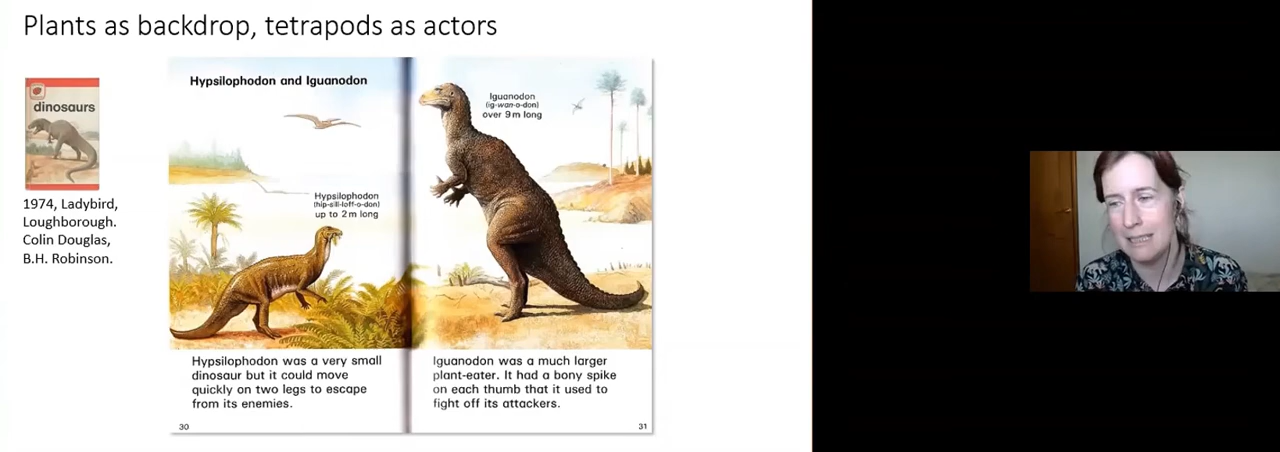 Plants as backdrop, tetrapods as actors
dinosaurs
1974, Ladybird,
Loughborough.
Colin Douglas,
B.H. Robinson.
Hypsilophodon and Iguanodon
Hypsilophodon
(hip-sill-loff-o-don)
up to 2m long
Hypsilophodon was a very small
dinosaur but it could move
quickly on two legs to escape
from its enemies.
30
Iguanodon
(ig-wan-o-don)
over 9m long
Iguanodon was a much larger
plant-eater. It had a bony spike
on each thumb that it used to
fight off its attackers.
31